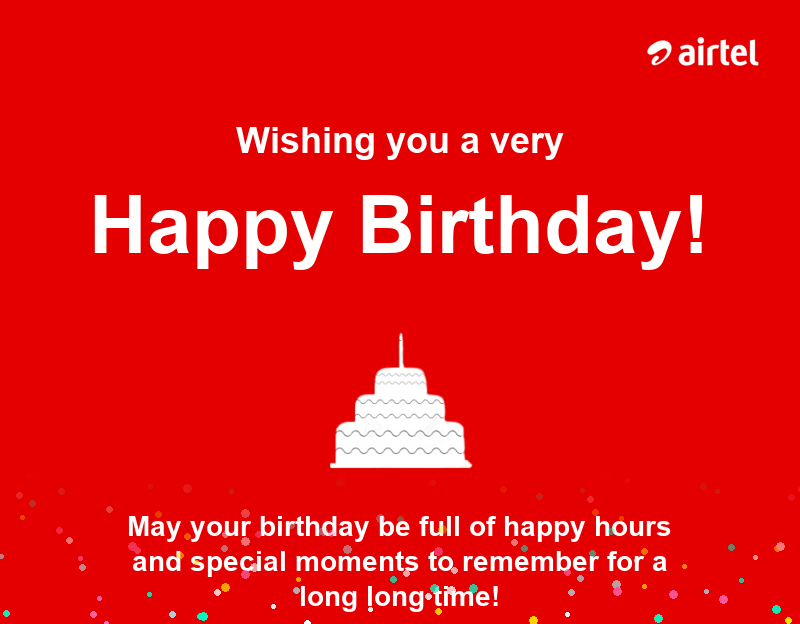 airtel
Wishing you a very
Happy Birthday!
May your birthday be full of happy hours
and special moments to remember for a
long long time!